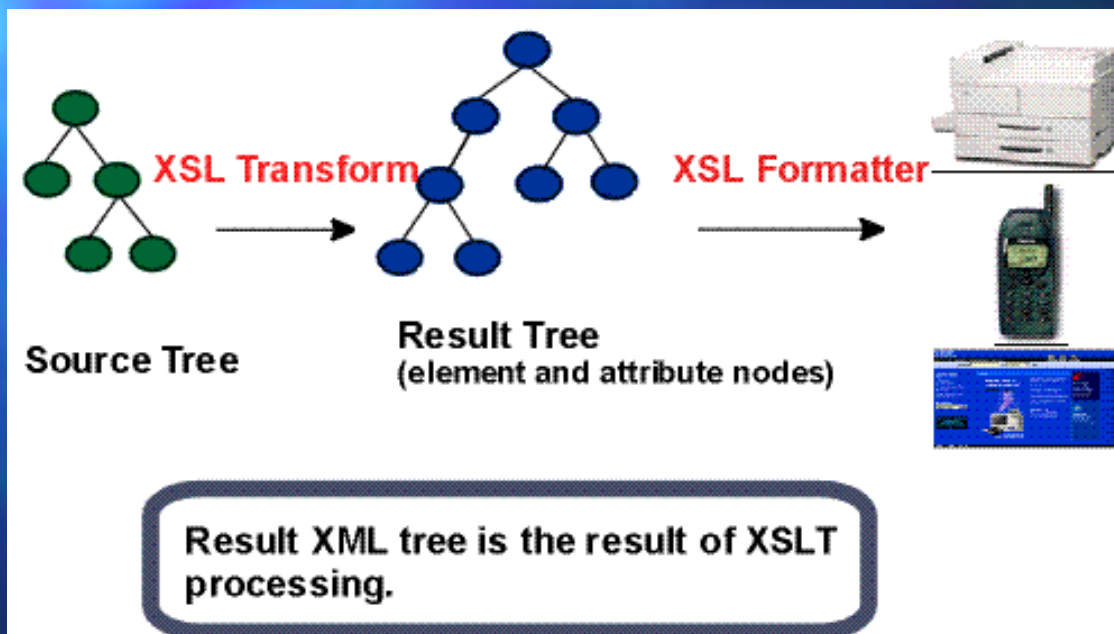 XSL Transform
XSL Formatter
Source Tree
Result Tree
(element and attribute nodes)
Result XML tree is the result of XSLT
processing.